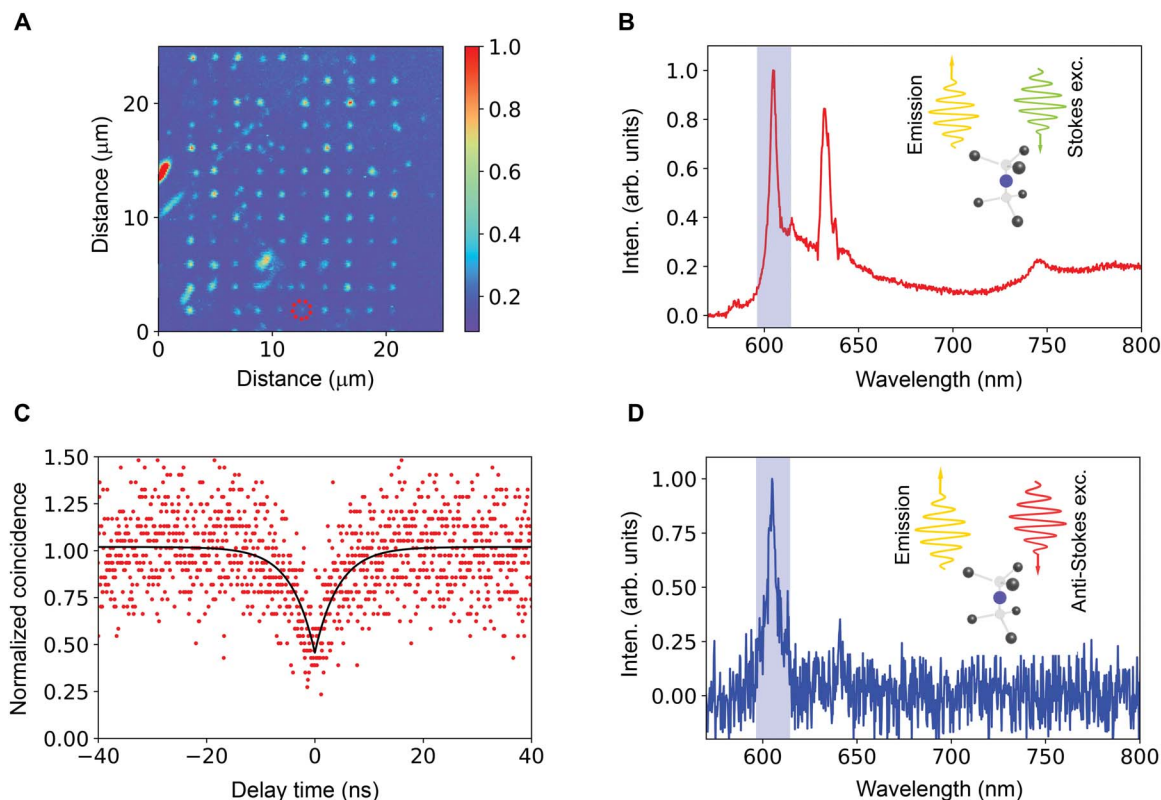 A
Distance (μm)
20
10
0
0
10
20
Distance (μm)
1.0
0.8
0.6
0.4
0.2
B
Inten. (arb. units)
1.0
0.8
0.6
0.4
0.2
0.0
600
650
700
750
800
Wavelength (nm)
Emission
Stokes exc.
C
Normalized coincidence
1.50
1.25
1.00
0.75
0.50
0.25
0.00
−40
−20
0
20
40
Delay time (ns)
D
Inten. (arb. units)
1.00
0.75
0.50
0.25
0.00
600
650
700
750
800
Wavelength (nm)
Emission
Anti-Stokes exc.